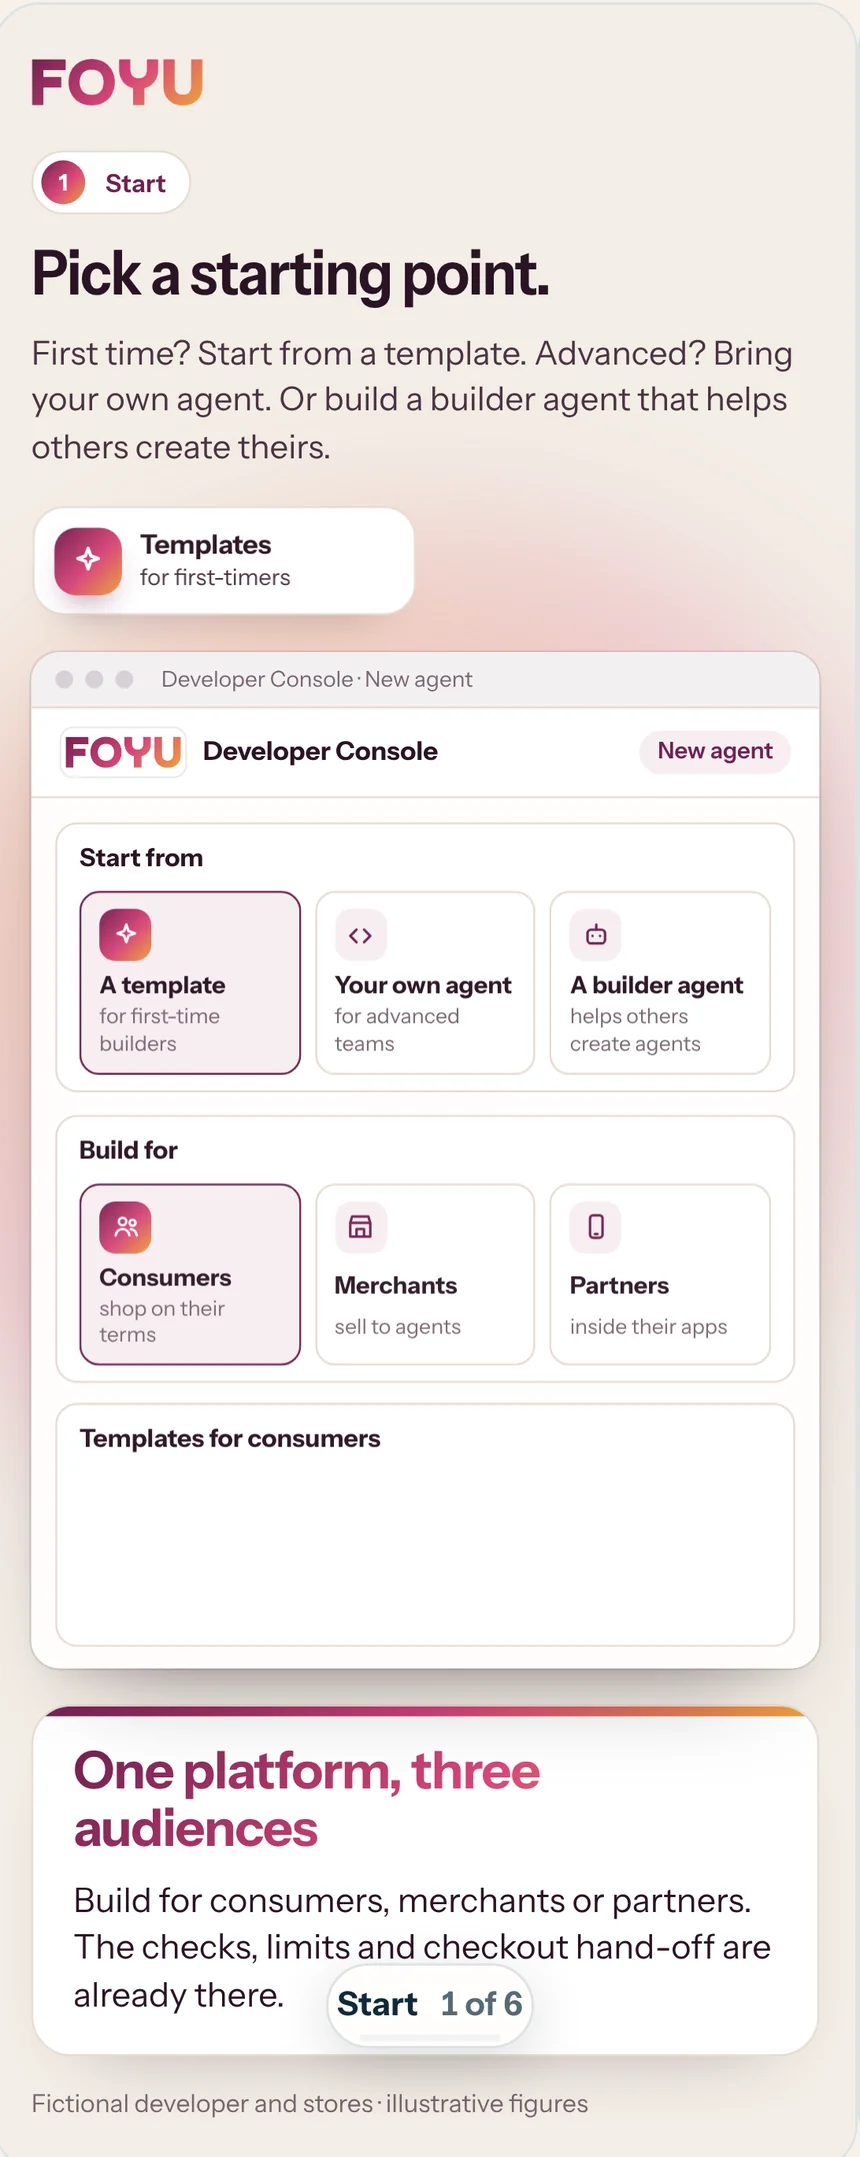 FOYU
1 Start
Pick a starting point.
First time? Start from a template. Advanced? Bring
your own agent. Or build a builder agent that helps
others create theirs.
Templates
for first-timers
Developer Console · New agent
FOYU Developer Console New agent
Start from
A template
for first-time
builders
Your own agent
for advanced
teams
A builder agent
helps others
create agents
Build for
Consumers
shop on their
terms
Merchants
sell to agents
Partners
inside their apps
Templates for consumers
One platform, three
audiences
Build for consumers, merchants or partners.
The checks, limits and checkout hand-off are
already there.
Start 1 of 6
Fictional developer and stores · illustrative figures